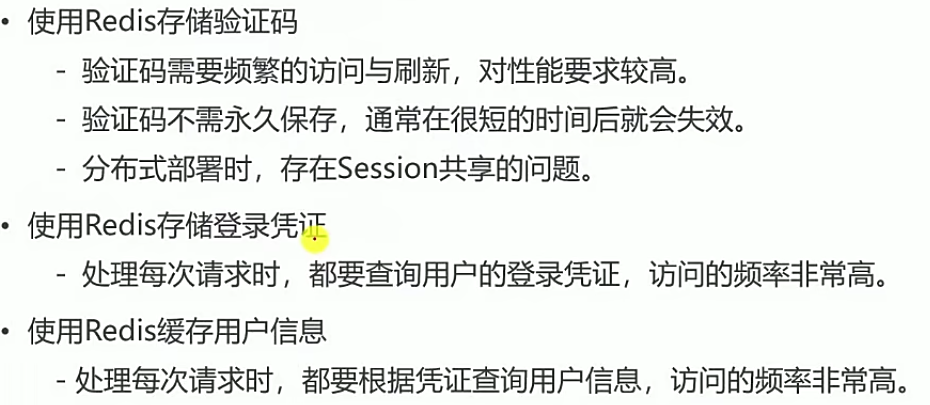 • 使用Redis存储验证码
- 验证码需要频繁的访问与刷新，对性能要求较高。
- 验证码不需永久保存，通常在很短的时间后就会失效。
- 分布式部署时，存在Session共享的问题。
• 使用Redis存储登录凭证
- 处理每次请求时，都要查询用户的登录凭证，访问的频率非常高。
• 使用Redis缓存用户信息
- 处理每次请求时，都要根据凭证查询用户信息，访问的频率非常高。